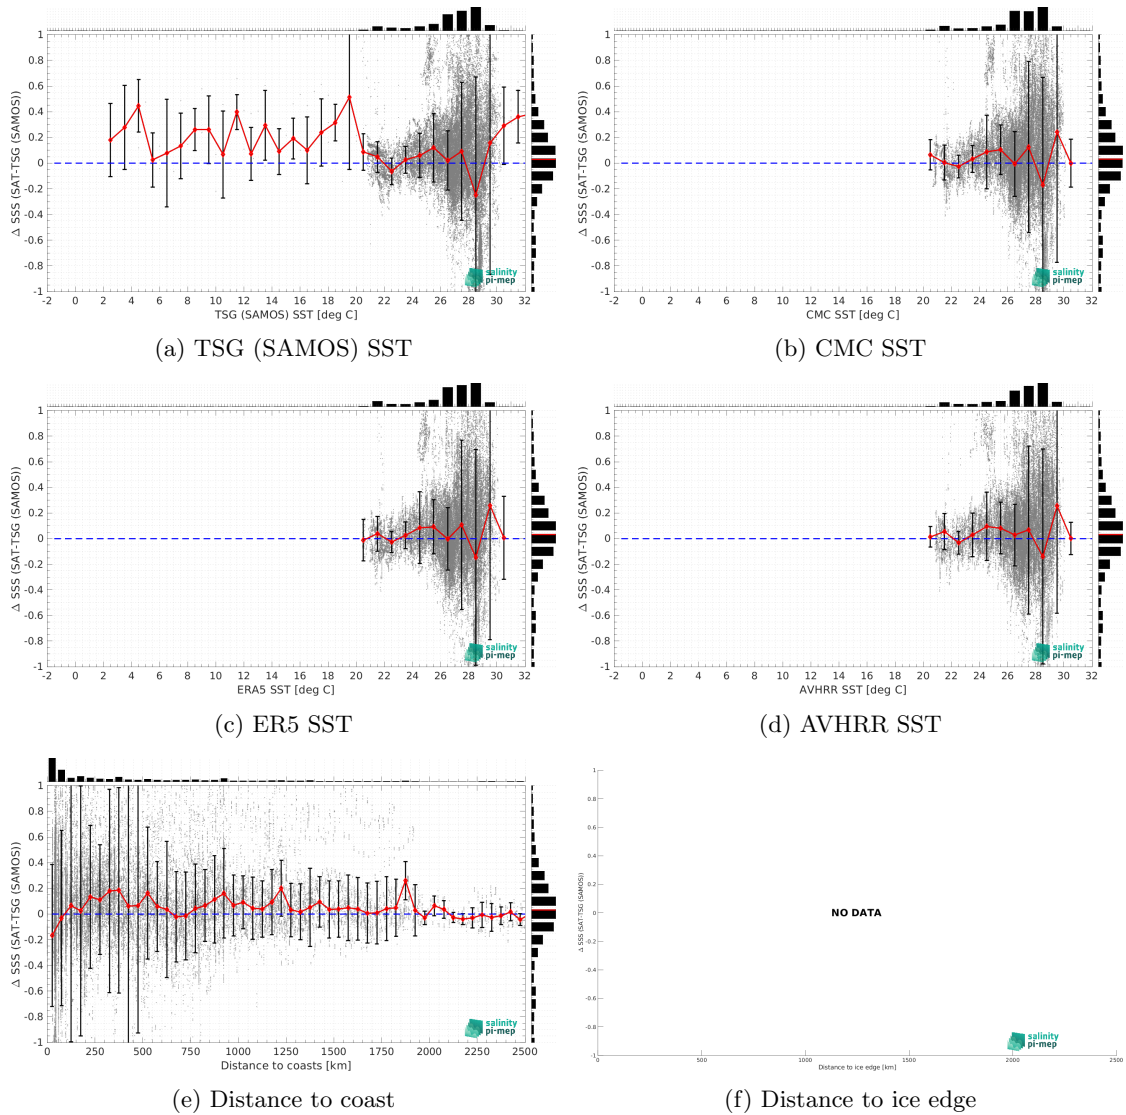 1
0.8
0.6
0.4
0.2
0
-0.2
-0.4
-0.6
-0.8
-1
Δ SSS (SAT-TSG (SAMOS))
salinity
pi-mep
-2 0 2 4 6 8 10 12 14 16 18 20 22 24 26 28 30 32
TSG (SAMOS) SST [deg C]
(a) TSG (SAMOS) SST
1
0.8
0.6
0.4
0.2
0
-0.2
-0.4
-0.6
-0.8
-1
Δ SSS (SAT-TSG (SAMOS))
salinity
pi-mep
-2 0 2 4 6 8 10 12 14 16 18 20 22 24 26 28 30 32
CMC SST [deg C]
(b) CMC SST
1
0.8
0.6
0.4
0.2
0
-0.2
-0.4
-0.6
-0.8
-1
Δ SSS (SAT-TSG (SAMOS))
salinity
pi-mep
-2 0 2 4 6 8 10 12 14 16 18 20 22 24 26 28 30 32
ERA5 SST [deg C]
(c) ER5 SST
1
0.8
0.6
0.4
0.2
0
-0.2
-0.4
-0.6
-0.8
-1
Δ SSS (SAT-TSG (SAMOS))
salinity
pi-mep
-2 0 2 4 6 8 10 12 14 16 18 20 22 24 26 28 30 32
AVHRR SST [deg C]
(d) AVHRR SST
1
0.8
0.6
0.4
0.2
0
-0.2
-0.4
-0.6
-0.8
-1
Δ SSS (SAT-TSG (SAMOS))
salinity
pi-mep
0 250 500 750 1000 1250 1500 1750 2000 2250 2500
Distance to coasts [km]
(e) Distance to coast
1
0.8
0.6
0.4
0.2
0
-0.2
-0.4
-0.6
-0.8
-1
Δ SSS (SAT-TSG (SAMOS))
NO DATA
salinity
pi-mep
0 500 1000 1500 2000 2500
Distance to ice edge [km]
(f) Distance to ice edge